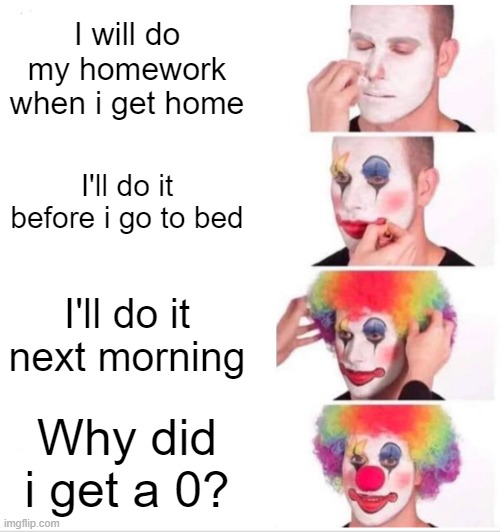 I will do
my homework
when i get home
I'll do it
before i go to bed
I'll do it
next morning
Why did
i get a 0?
imgflip.com